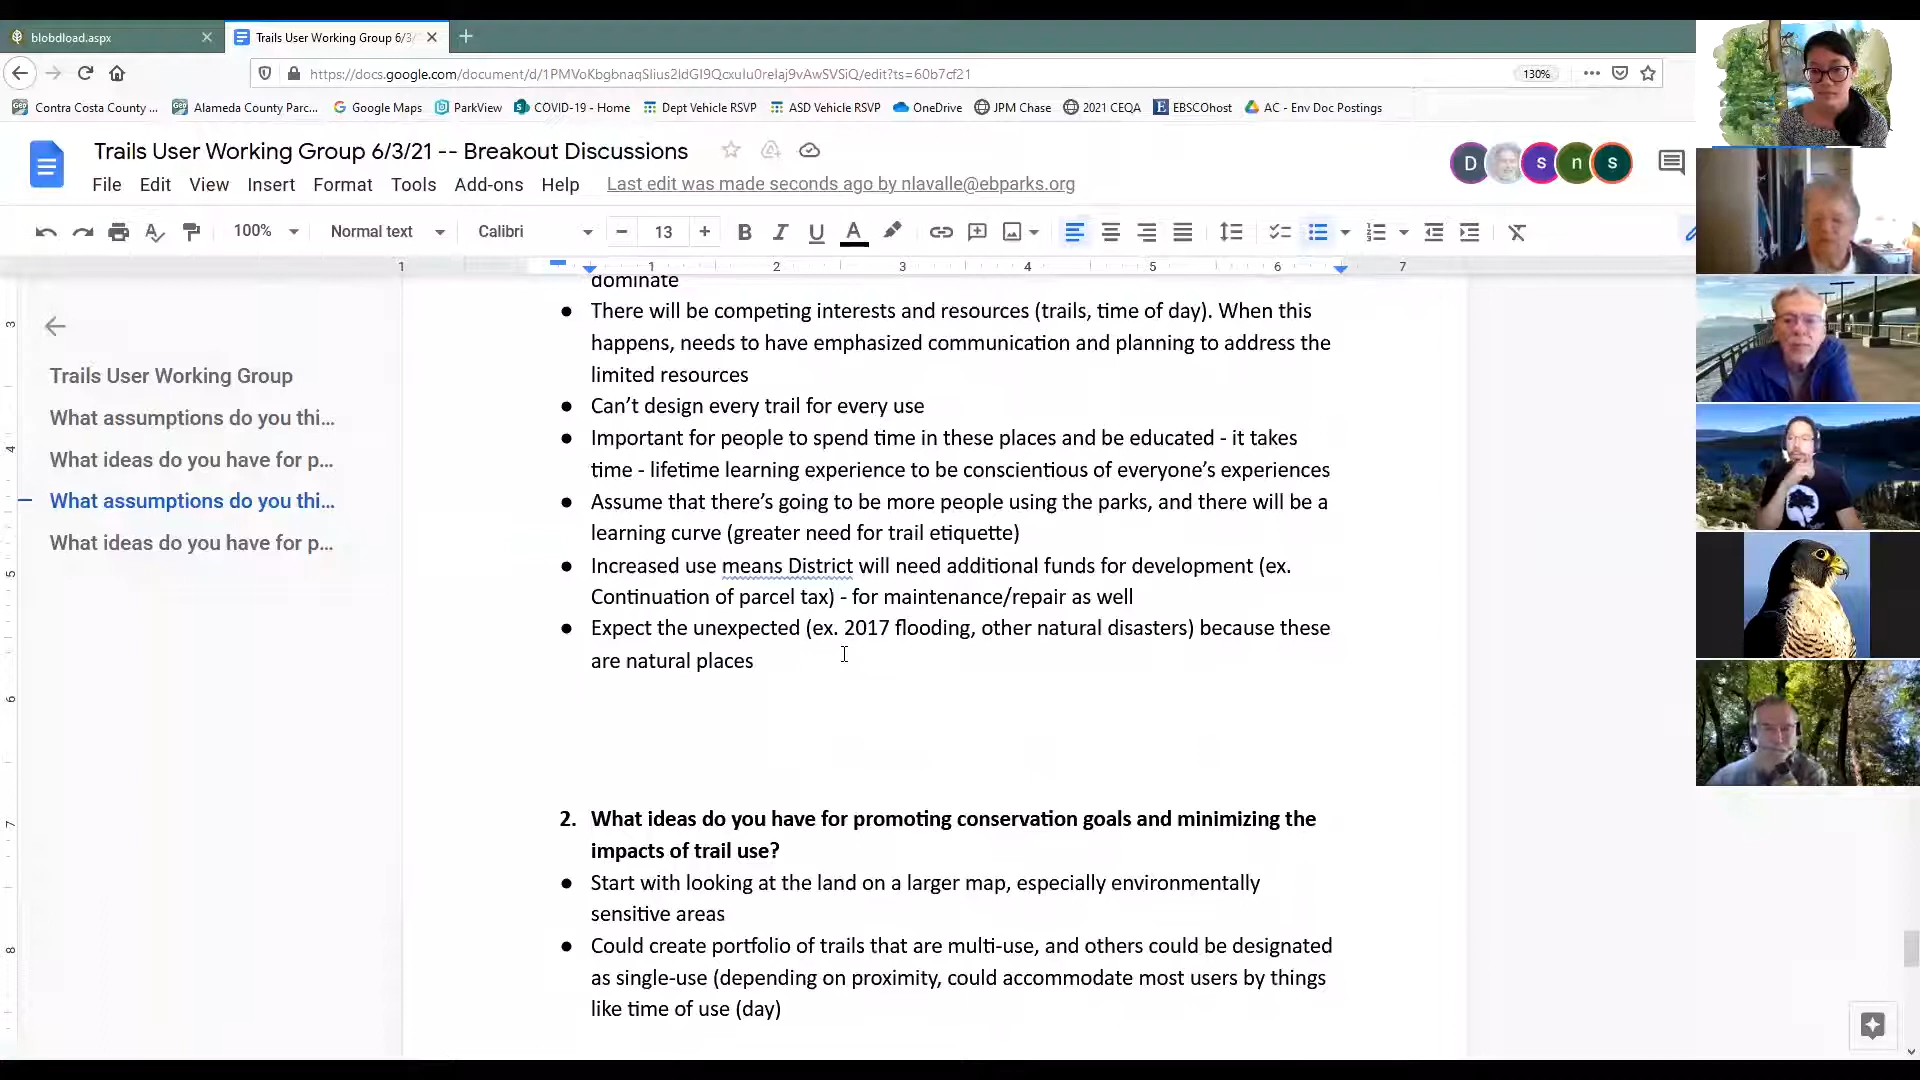 blobdload.aspx
Trails User Working Group 6/3/
https://docs.google.com/document/d/
130%
Contra Costa County ...
Alameda County Parc...
Google Maps
ParkView
COVID-19 - Home
Dept Vehicle RSVP
ASD Vehicle RSVP
OneDrive
JPM Chase
2021 CEQA
EBSCOhost
AC - Env Doc Postings
Trails User Working Group 6/3/21 -- Breakout Discussions
D
s
n
s
File Edit View Insert Format Tools Add-ons Help Last edit was made seconds ago by nlavalle@ebparks.org
100% Normal text Calibri 13
1 1 2 3 4 5 6 7
dominate
● There will be competing interests and resources (trails, time of day). When this
happens, needs to have emphasized communication and planning to address the
limited resources
● Can’t design every trail for every use
● Important for people to spend time in these places and be educated - it takes
time - lifetime learning experience to be conscientious of everyone’s experiences
● Assume that there’s going to be more people using the parks, and there will be a
learning curve (greater need for trail etiquette)
● Increased use means District will need additional funds for development (ex.
Continuation of parcel tax) - for maintenance/repair as well
● Expect the unexpected (ex. 2017 flooding, other natural disasters) because these
are natural places
2. What ideas do you have for promoting conservation goals and minimizing the
impacts of trail use?
● Start with looking at the land on a larger map, especially environmentally
sensitive areas
● Could create portfolio of trails that are multi-use, and others could be designated
as single-use (depending on proximity, could accommodate most users by things
like time of use (day)
Trails User Working Group
What assumptions do you thi...
What ideas do you have for p...
What assumptions do you thi...
What ideas do you have for p...
3
4
5
6
7
8